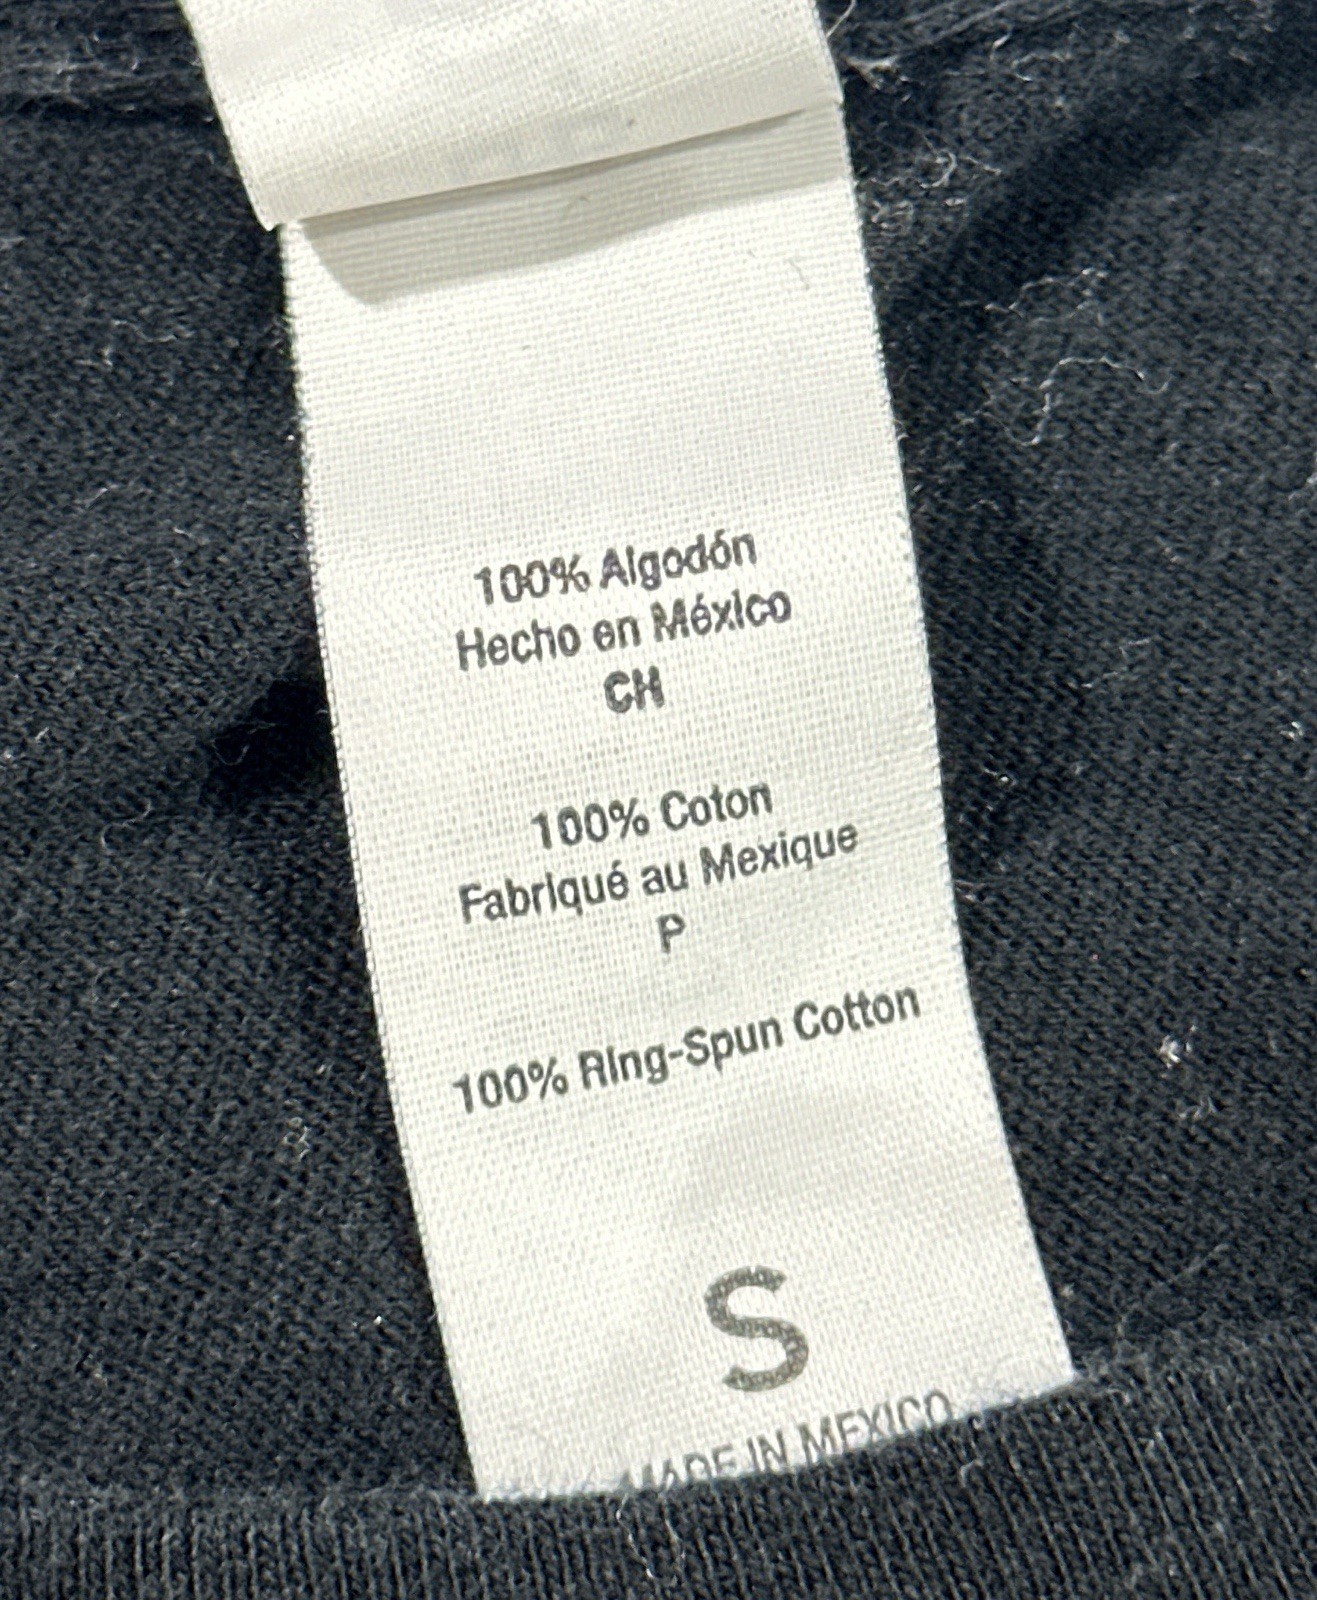 100% Algodón
Hecho en México
CH
100% Coton
Fabriqué au Mexique
P
100% Ring-Spun Cotton
S
MADE IN MEXICO